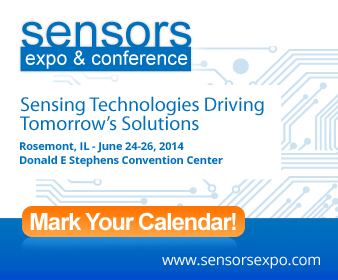 sensors
expo & conference
Sensing Technologies Driving
Tomorrow's Solutions
Rosemont, IL - June 24-26, 2014
Donald E Stephens Convention Center
Mark Your Calendar!
www.sensorsexpo.com